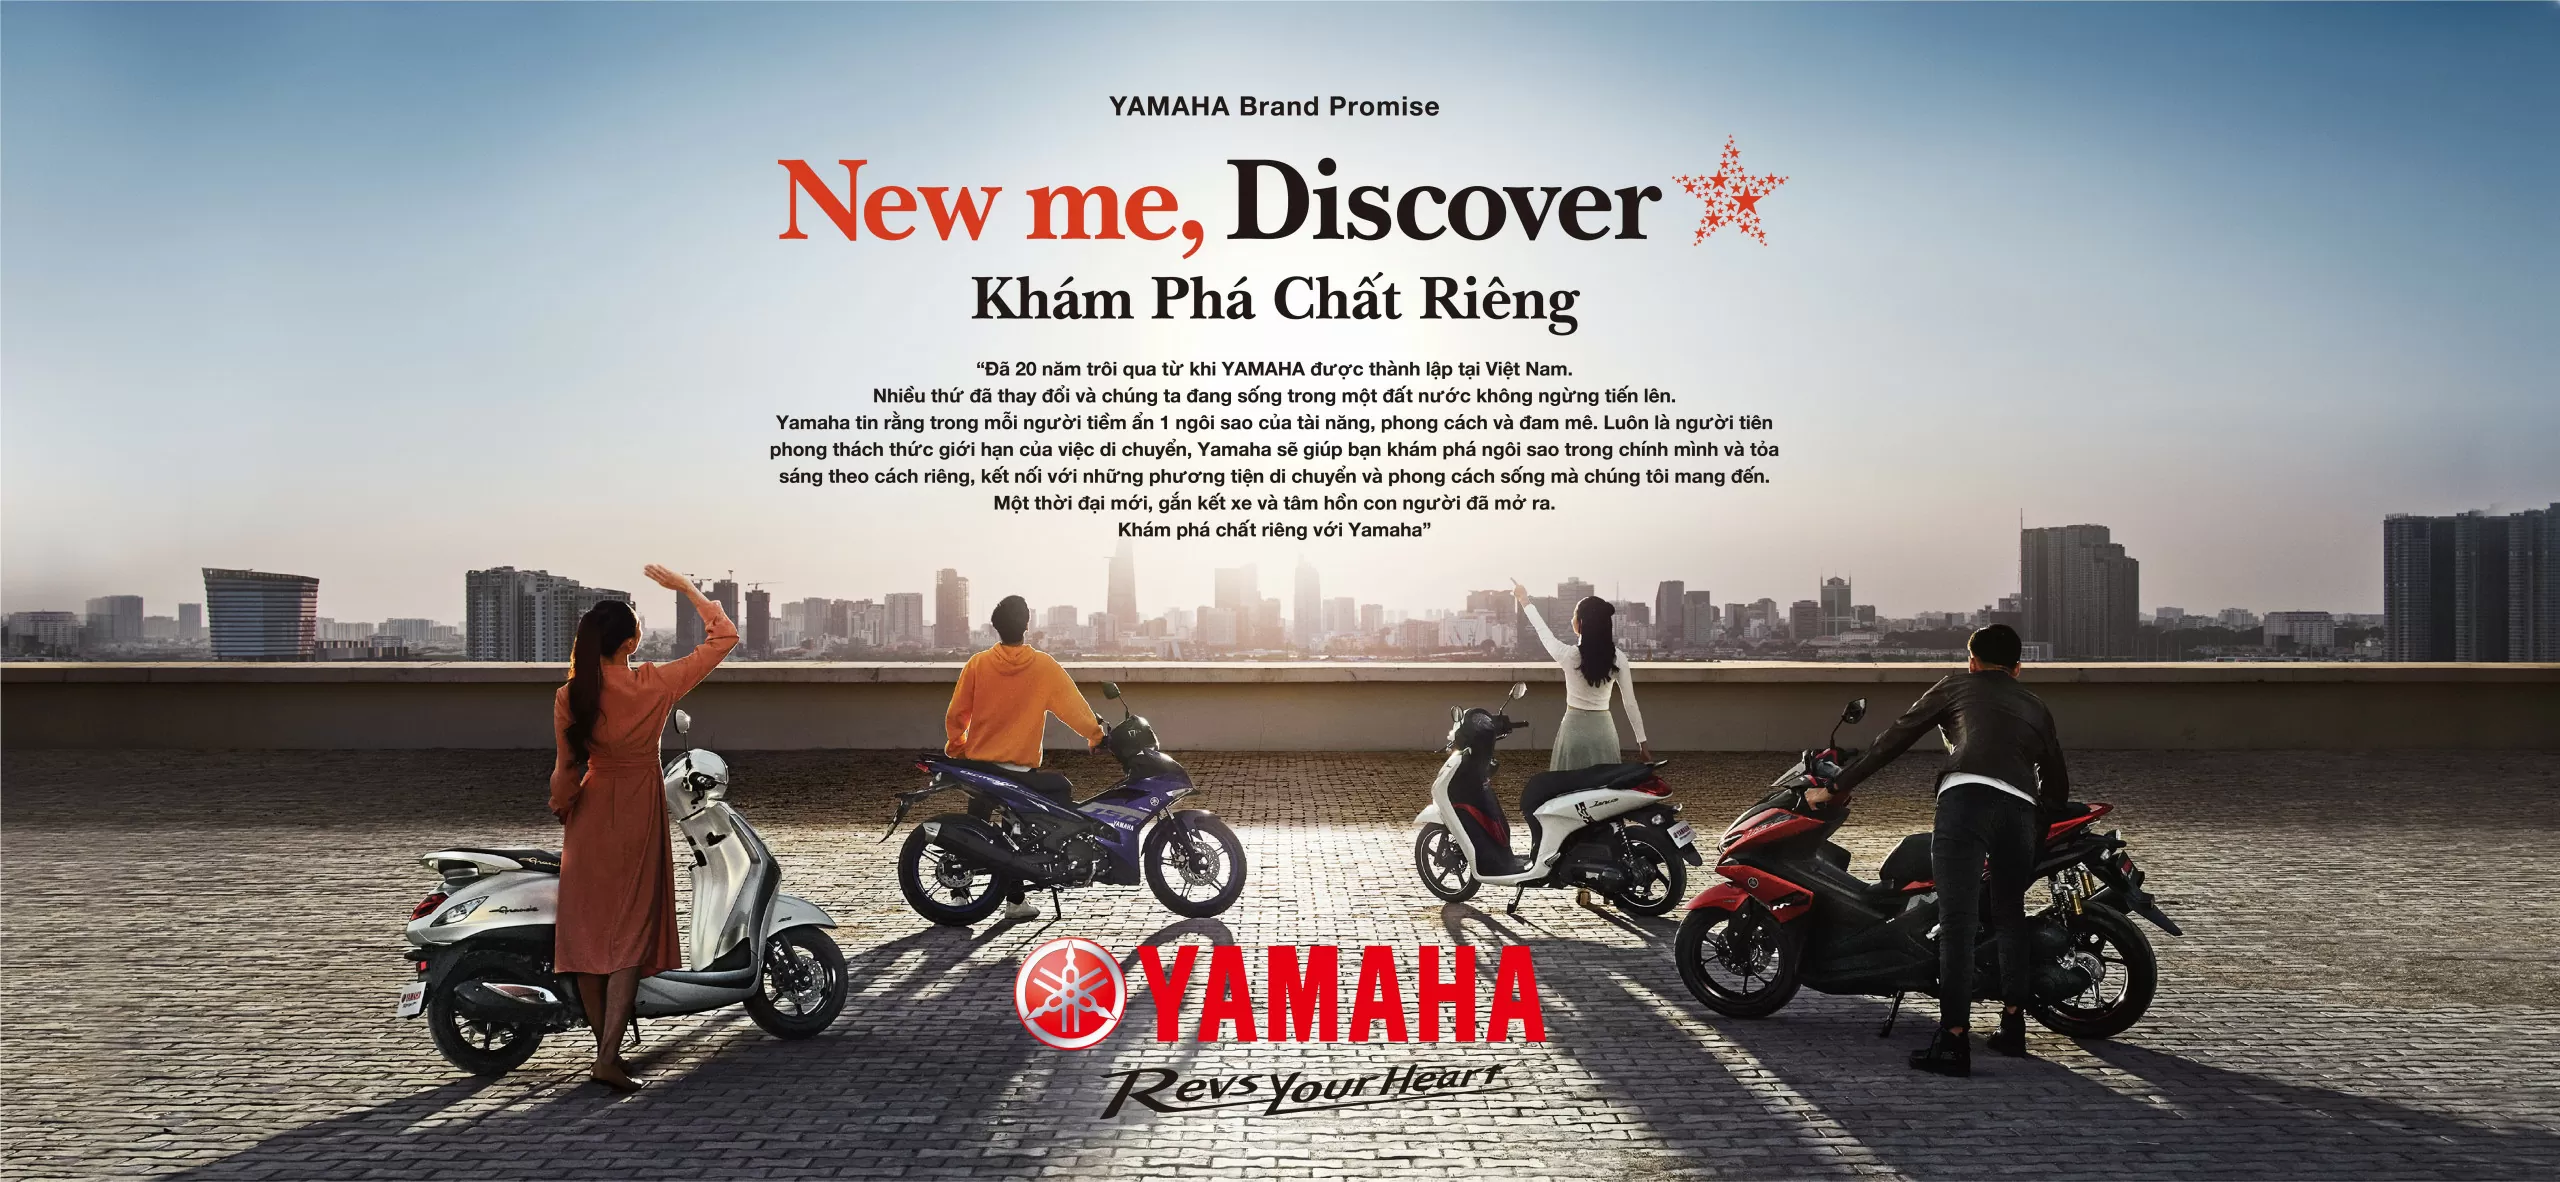 YAMAHA Brand Promise
New me, Discover
Khám Phá Chất Riêng
“Đã 20 năm trôi qua từ khi YAMAHA được thành lập tại Việt Nam.
Nhiều thứ đã thay đổi và chúng ta đang sống trong một đất nước không ngừng tiến lên.
Yamaha tin rằng trong mỗi người tiềm ẩn 1 ngôi sao của tài năng, phong cách và đam mê. Luôn là người tiên
phong thách thức giới hạn của việc di chuyển, Yamaha sẽ giúp bạn khám phá ngôi sao trong chính mình và tỏa
sáng theo cách riêng, kết nối với những phương tiện di chuyển và phong cách sống mà chúng tôi mang đến.
Một thời đại mới, gắn kết xe và tâm hồn con người đã mở ra.
Khám phá chất riêng với Yamaha”
EXCITER
YAMAHA
Janus
Grande
Grande
YAMAHA
YAMAHA
Revs Your Heart